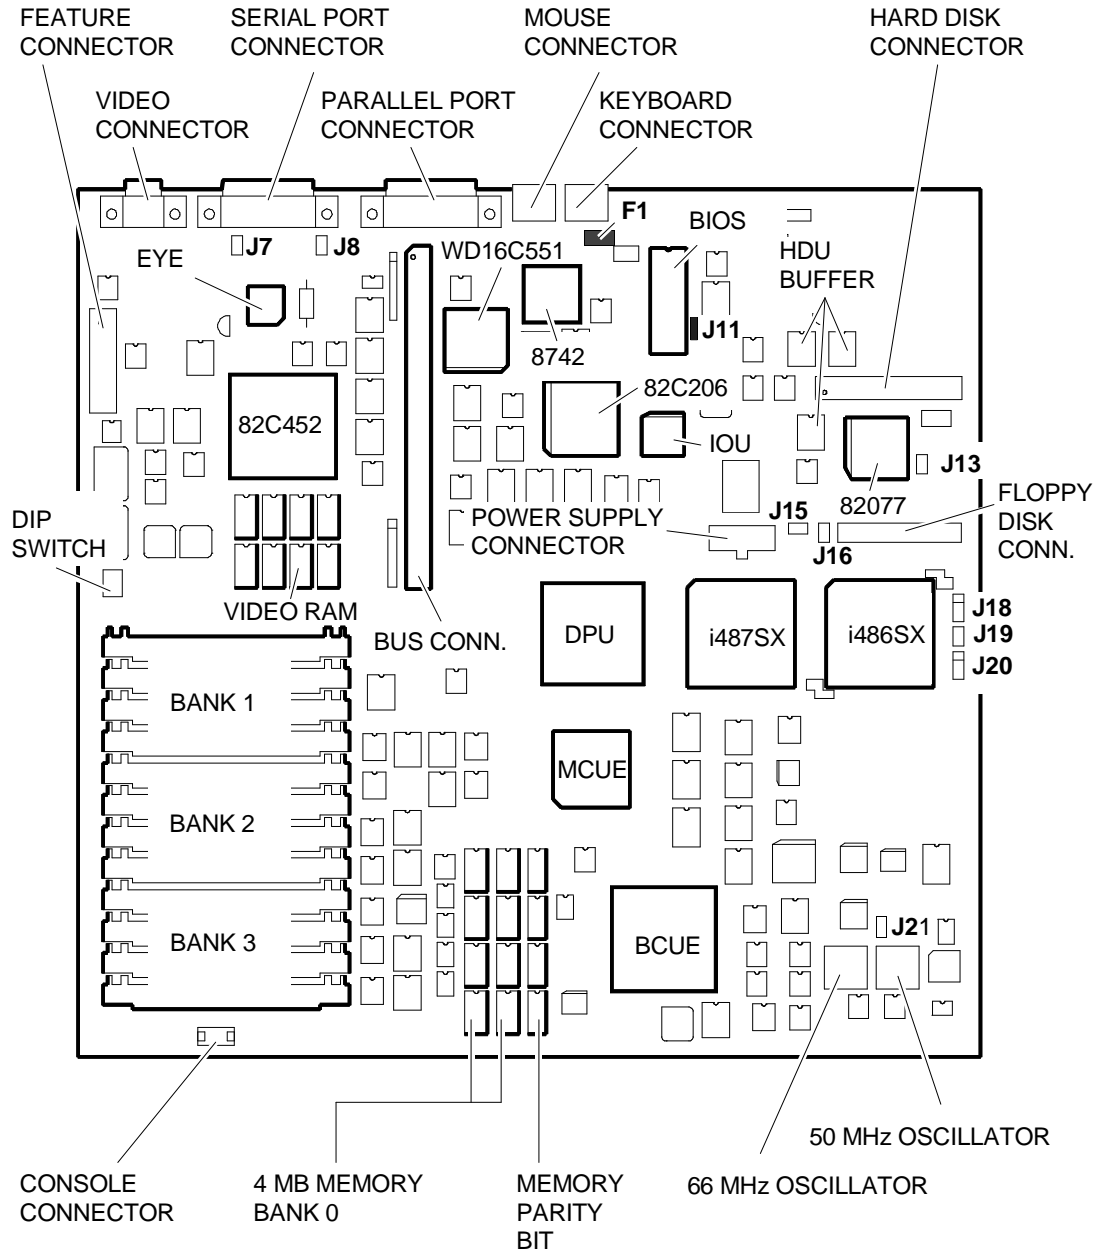 FEATURE
CONNECTOR
SERIAL PORT
CONNECTOR
MOUSE
CONNECTOR
HARD DISK
CONNECTOR
VIDEO
CONNECTOR
PARALLEL PORT
CONNECTOR
KEYBOARD
CONNECTOR
F1
BIOS
J7
J8
EYE
WD16C551
HDU
BUFFER
J11
8742
82C206
82C452
IOU
J13
82077
FLOPPY
DISK
CONN.
DIP
SWITCH
POWER SUPPLY
CONNECTOR
J15
J16
VIDEO RAM
BUS CONN.
DPU
i487SX
i486SX
J18
J19
J20
BANK 1
MCUE
BANK 2
BANK 3
BCUE
J21
50 MHz OSCILLATOR
66 MHz OSCILLATOR
CONSOLE
CONNECTOR
4 MB MEMORY
BANK 0
MEMORY
PARITY
BIT